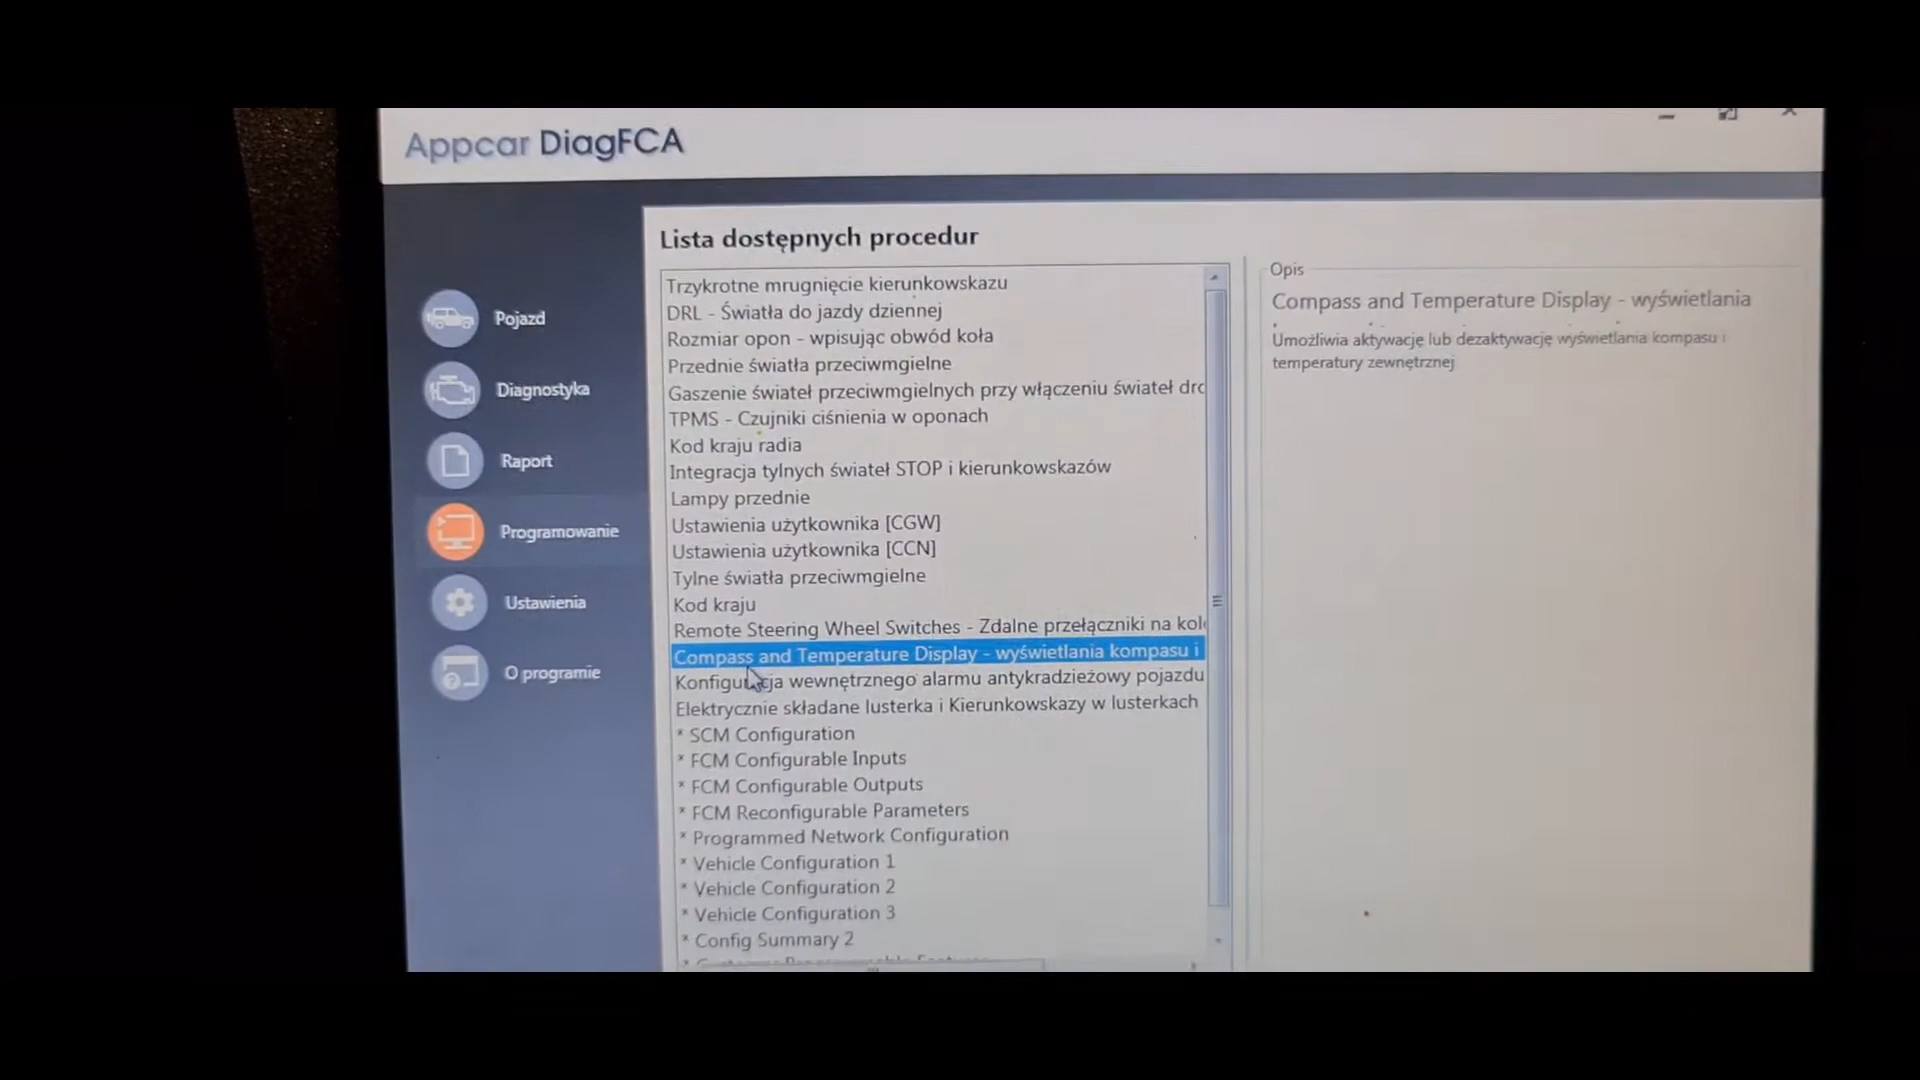 Appcar DiagFCA
Lista dostępnych procedur
Pojazd
Diagnostyka
Raport
Programowanie
Ustawienia
O programie
Trzykrotne mrugnięcie kierunkowskazu
DRL - Światła do jazdy dziennej
Rozmiar opon - wpisując obwód koła
Przednie światła przeciwmgielne
Gaszenie świateł przeciwmgielnych przy włączeniu świateł drc
TPMS - Czujniki ciśnienia w oponach
Kod kraju radia
Integracja tylnych świateł STOP i kierunkowskazów
Lampy przednie
Ustawienia użytkownika [CGW]
Ustawienia użytkownika [CCN]
Tylne światła przeciwmgielne
Kod kraju
Remote Steering Wheel Switches - Zdalne przełączniki na kol
Compass and Temperature Display - wyświetlania kompasu i
Konfiguracja wewnętrznego alarmu antykradzieżowy pojazdu
Elektrycznie składane lusterka i Kierunkowskazy w lusterkach
* SCM Configuration
* FCM Configurable Inputs
* FCM Configurable Outputs
* FCM Reconfigurable Parameters
* Programmed Network Configuration
* Vehicle Configuration 1
* Vehicle Configuration 2
* Vehicle Configuration 3
* Config Summary 2
Opis
Compass and Temperature Display - wyświetlania
Umożliwia aktywację lub dezaktywację wyświetlania kompasu i
temperatury zewnętrznej